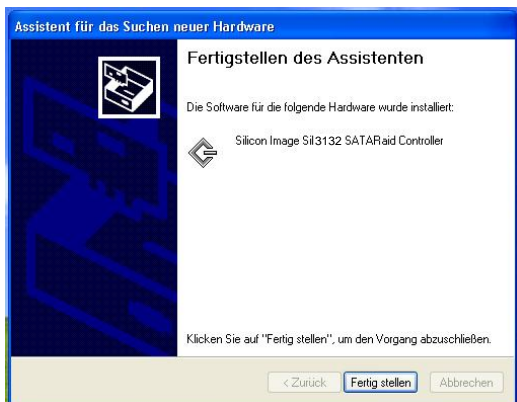 Assistent für das Suchen neuer Hardware
Fertigstellen des Assistenten
Die Software für die folgende Hardware wurde installiert:
Silicon Image SiI3132 SATARaid Controller
Klicken Sie auf "Fertig stellen", um den Vorgang abzuschließen.
< Zurück Fertig stellen Abbrechen